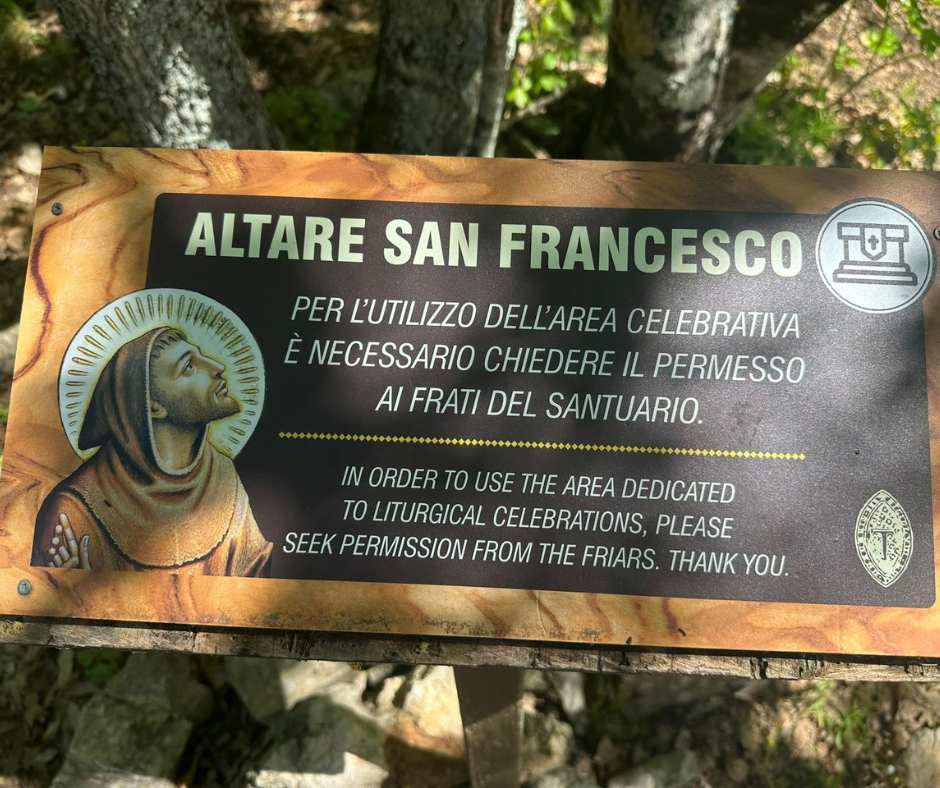 ALTARE SAN FRANCESCO
PER L'UTILIZZO DELL'AREA CELEBRATIVA
È NECESSARIO CHIEDERE IL PERMESSO
AI FRATI DEL SANTUARIO.
IN ORDER TO USE THE AREA DEDICATED
TO LITURGICAL CELEBRATIONS, PLEASE
SEEK PERMISSION FROM THE FRIARS. THANK YOU.